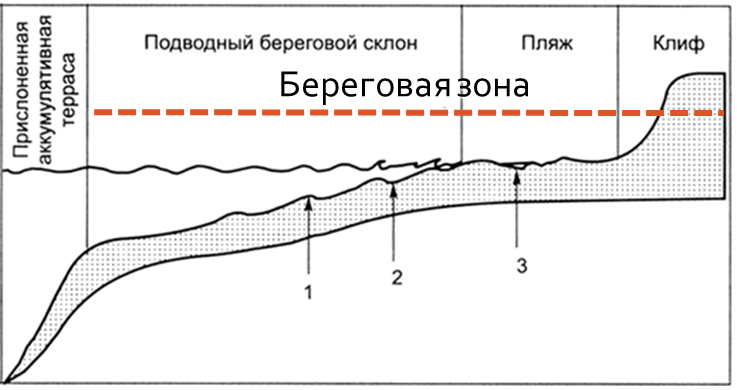 Прислоненная
аккумулятивная
терраса
Подводный береговой склон
Пляж
Клиф
Береговая зона
1
2
3